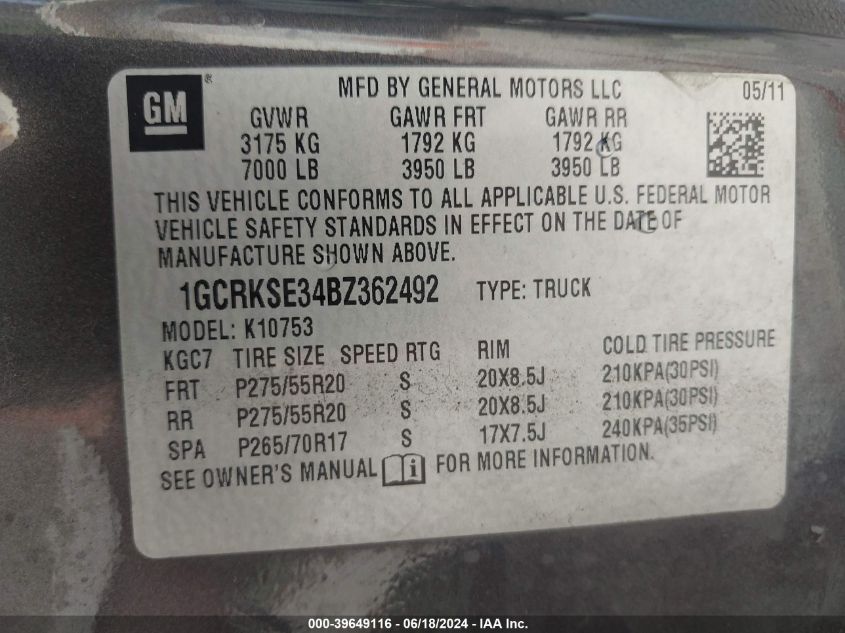 GM®
MFD BY GENERAL MOTORS LLC 05/11
GVWR GAWR FRT GAWR RR
3175 KG 1792 KG 1792 KG
7000 LB 3950 LB 3950 LB
THIS VEHICLE CONFORMS TO ALL APPLICABLE U.S. FEDERAL MOTOR
VEHICLE SAFETY STANDARDS IN EFFECT ON THE DATE OF
MANUFACTURE SHOWN ABOVE.
1GCRKSE34BZ362492 TYPE: TRUCK
MODEL: K10753
KGC7 TIRE SIZE SPEED RTG RIM COLD TIRE PRESSURE
FRT P275/55R20 S 20X8.5J 210KPA(30PSI)
RR P275/55R20 S 20X8.5J 210KPA(30PSI)
SPA P265/70R17 S 17X7.5J 240KPA(35PSI)
SEE OWNER'S MANUAL i FOR MORE INFORMATION.
000-39649116 - 06/18/2024 - IAA Inc.